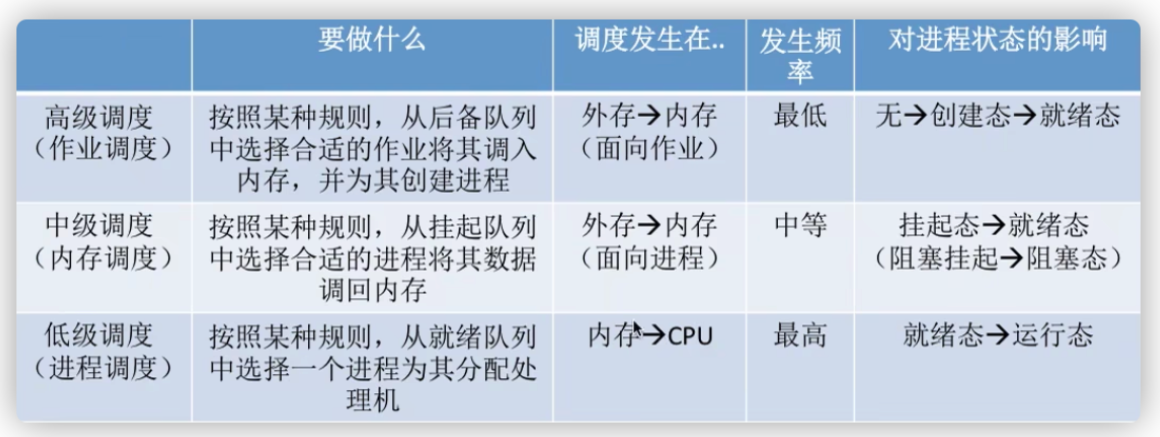 要做什么
调度发生在..
发生频
率
对进程状态的影响
高级调度
（作业调度）
按照某种规则，从后备队列
中选择合适的作业将其调入
内存，并为其创建进程
外存→内存
（面向作业）
最低
无→创建态→就绪态
中级调度
（内存调度）
按照某种规则，从挂起队列
中选择合适的进程将其数据
调回内存
外存→内存
（面向进程）
中等
挂起态→就绪态
（阻塞挂起→阻塞态）
低级调度
（进程调度）
按照某种规则，从就绪队列
中选择一个进程为其分配处
理机
内存→CPU
最高
就绪态→运行态